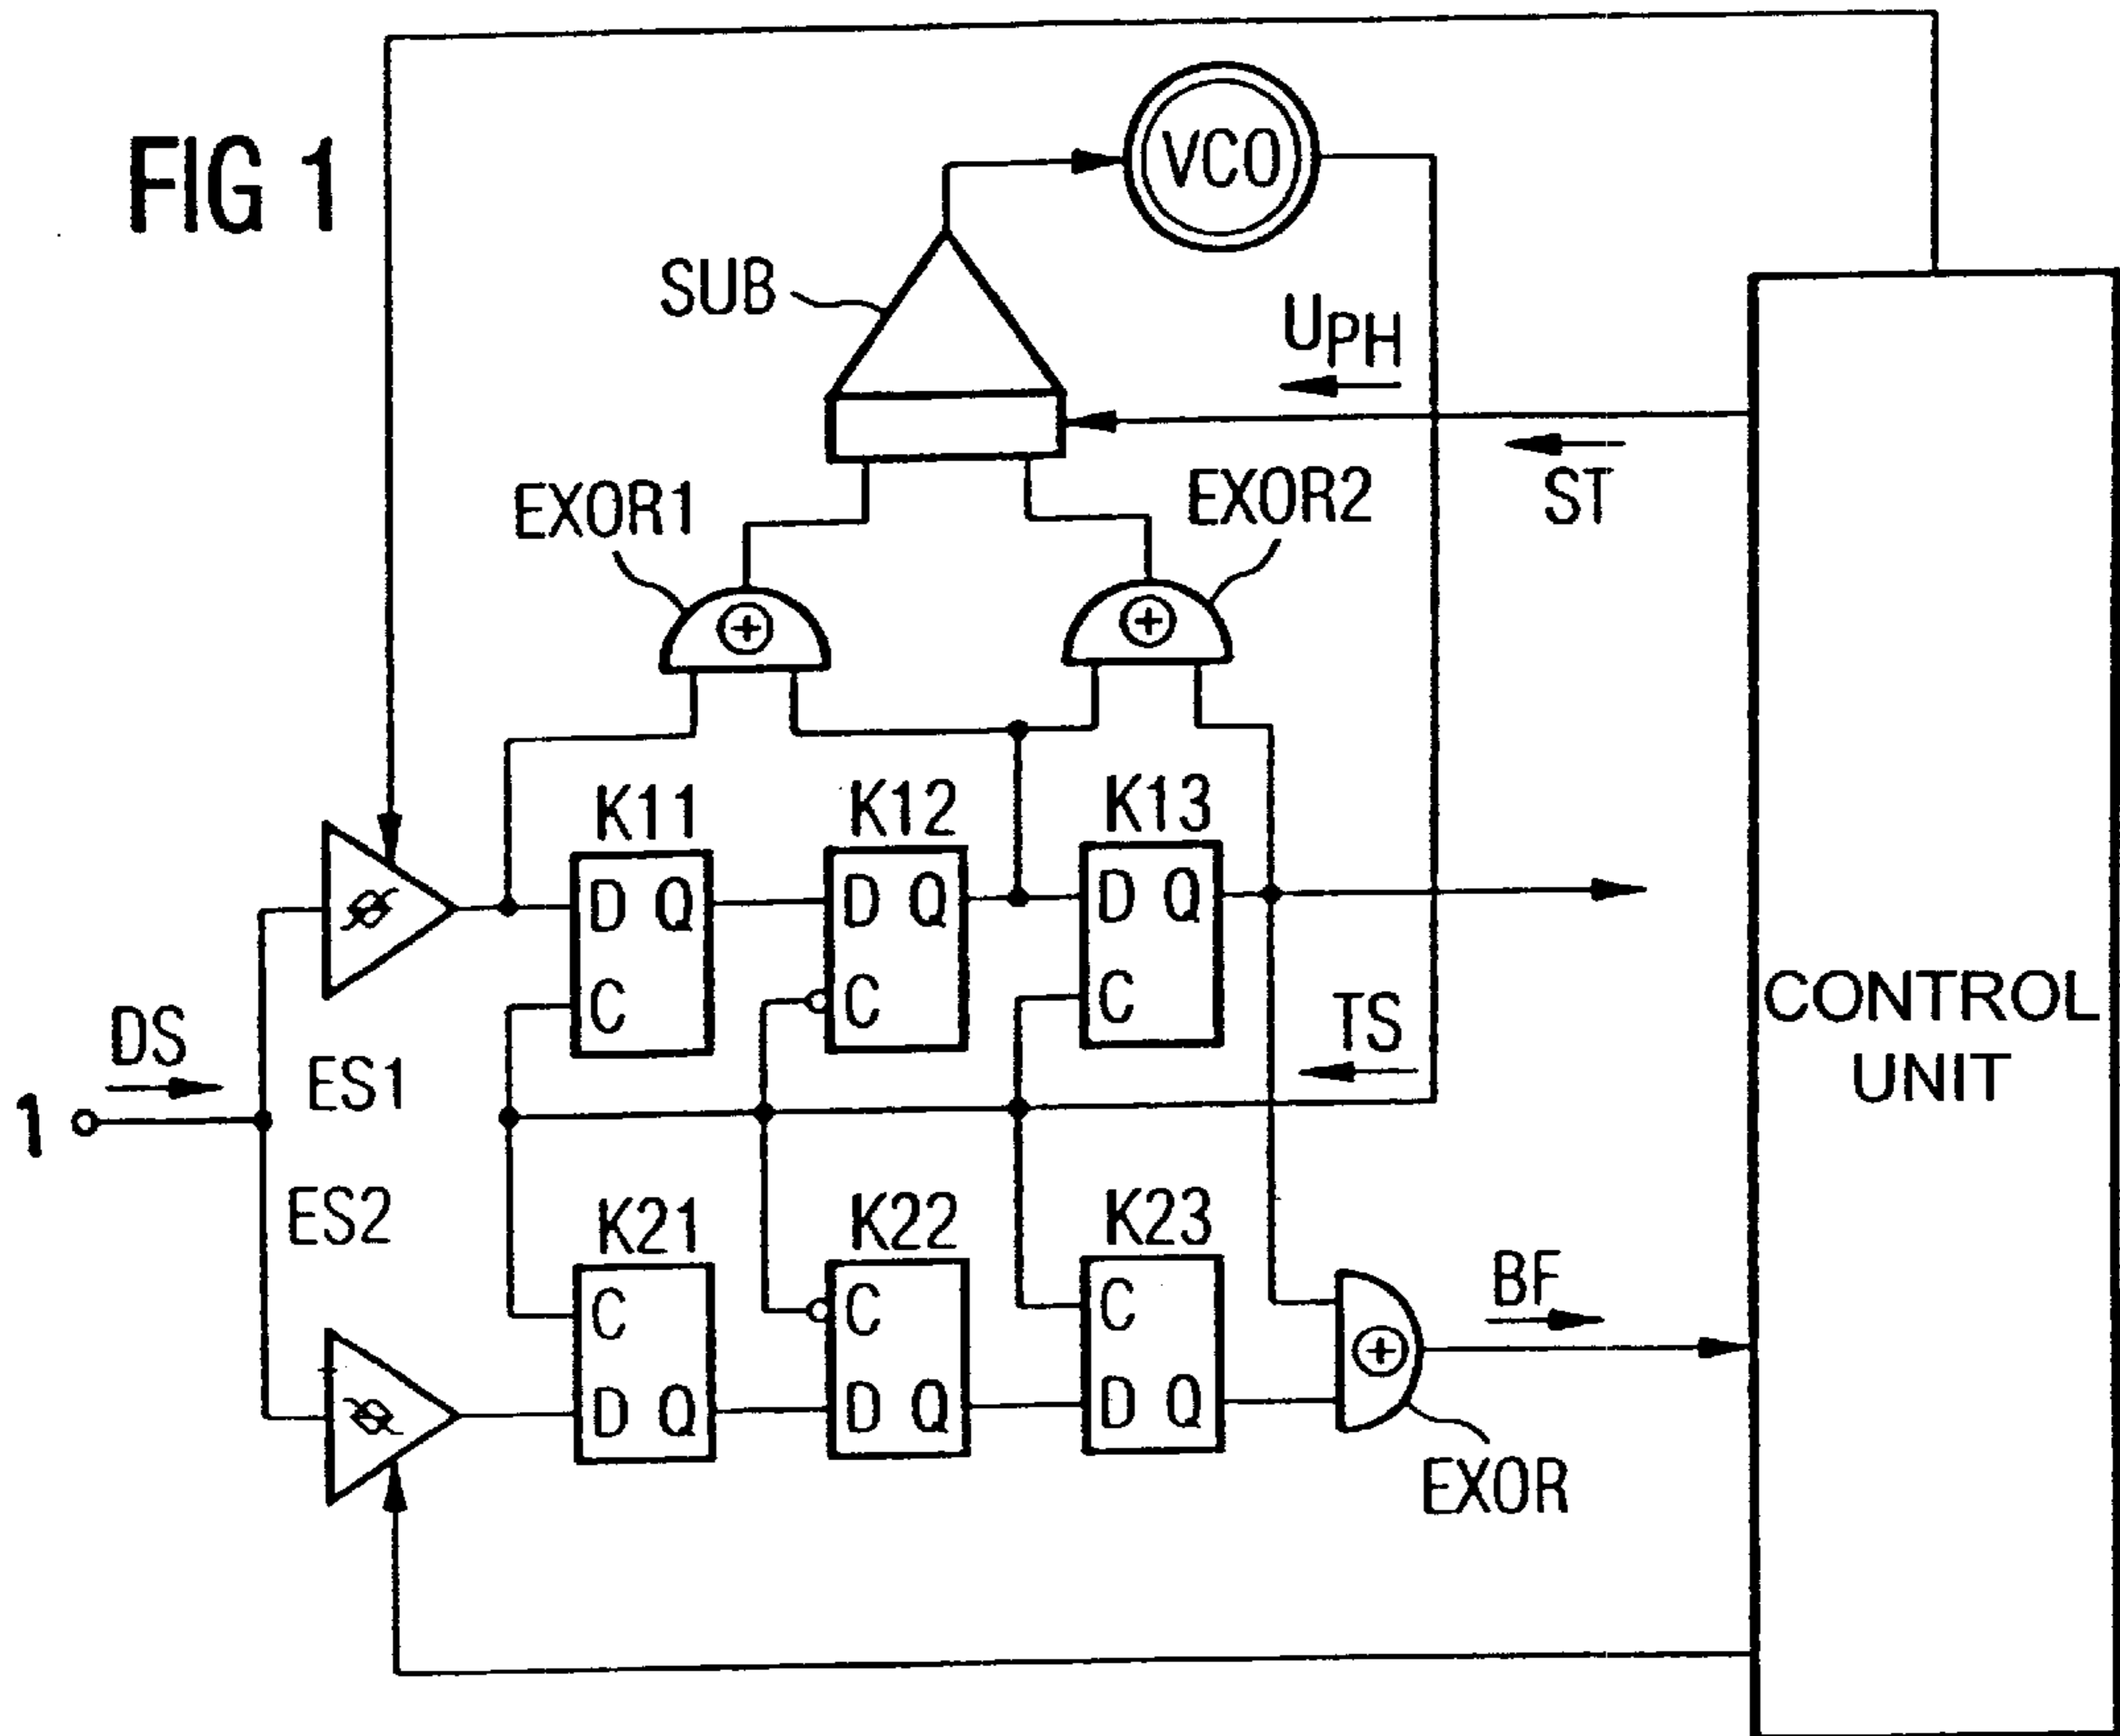 FIG 1
VCO
SUB
UPH
ST
EXOR1
EXOR2
K11
K12
K13
D Q
C
D Q
C
D Q
C
CONTROL
UNIT
DS
ES1
TS
1
ES2
K21
K22
K23
C
D Q
C
D Q
C
D Q
BF
EXOR